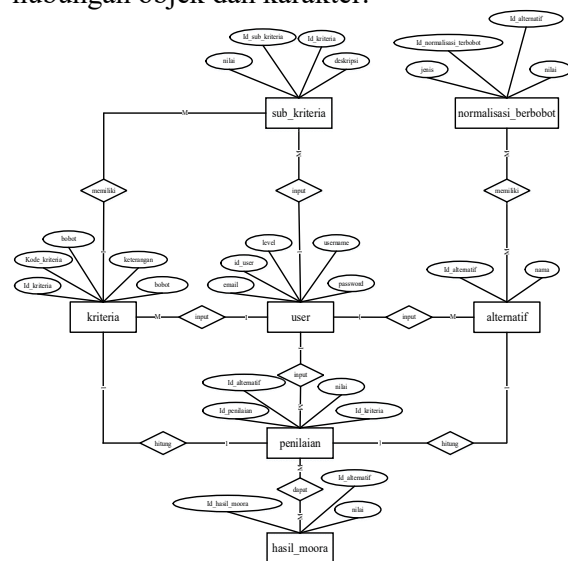 hubungan objek dan karakter.
Id_alternatif
Id_sub_kriteria
Id_kriteria
Id_normalisasi_terbobot
nilai
deskripsi
jenis
nilai
sub_kriteria
normalisasi_berbobot
M
memiliki
input
memiliki
bobot
level
username
Kode_kriteria
keterangan
id_user
Id_alternatif
nama
Id_kriteria
bobot
email
password
kriteria
M
input
1
user
1
input
M
alternatif
input
Id_alternatif
nilai
Id_penilaian
Id_kriteria
hitung
1
penilaian
1
hitung
dapat
Id_alternatif
Id_hasil_moora
nilai
hasil_moora